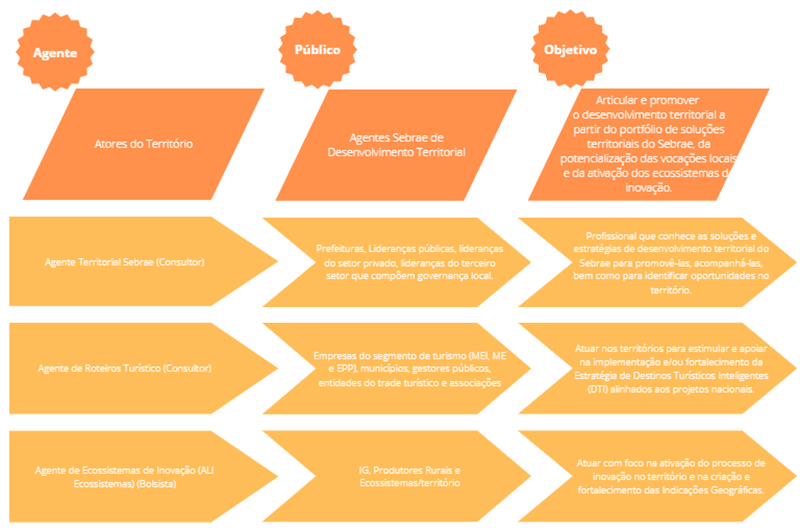 Agente
Público
Objetivo
Atores do Território
Agentes Sebrae de
Desenvolvimento Territorial
Articular e promover
o desenvolvimento territorial a
partir do portfólio de soluções
territoriais do Sebrae, da
potencialização das vocações locais
e da ativação dos ecossistemas d
inovação.
Agente Territorial Sebrae (Consultor)
Prefeituras, Lideranças públicas, lideranças
do setor privado, lideranças do terceiro
setor que compõem governança local.
Profissional que conhece as soluções e
estratégias de desenvolvimento territorial do
Sebrae para promovê-las, acompanhá-las,
bem como para identificar oportunidades no
território.
Agente de Roteiros Turístico (Consultor)
Empresas do segmento de turismo (MEI, ME
e EPP), municípios, gestores públicos,
entidades do trade turístico e associações
Atuar nos territórios para estimular e apoiar
na implementação e/ou fortalecimento da
Estratégia de Destinos Turísticos Inteligentes
(DTI) alinhados aos projetos nacionais.
Agente de Ecossistemas de Inovação (ALI
Ecossistemas) (Bolsista)
IG, Produtores Rurais e
Ecossistemas/território
Atuar com foco na ativação do processo de
inovação no território e na criação e
fortalecimento das Indicações Geográficas.